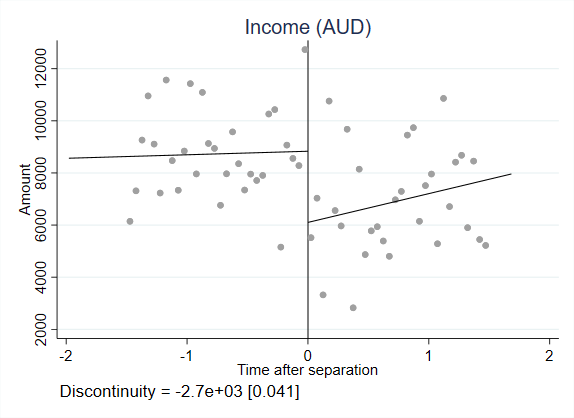 Income (AUD)
Amount
12000
10000
8000
6000
4000
2000
-2 -1 0 1 2
Time after separation
Discontinuity = -2.7e+03 [0.041]